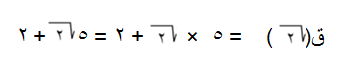 ق(√٢) = ٥ × √٢ + ٢ = ٥√٢ + ٢